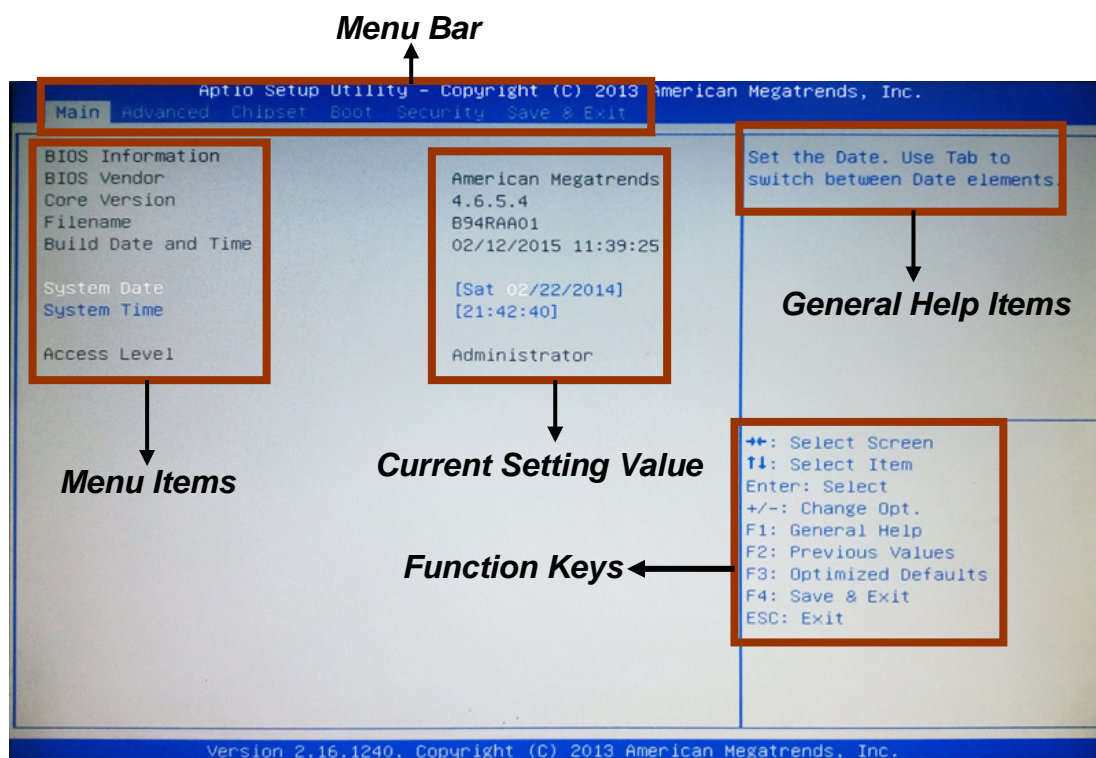 Menu Bar
Aptio Setup Utility - Copyright (C) 2013 American Megatrends, Inc.
Main Advanced Chipset Boot Security Save & Exit
BIOS Information
BIOS Vendor American Megatrends
Core Version 4.6.5.4
Filename B94RAA01
Build Date and Time 02/12/2015 11:39:25
System Date [Sat 02/22/2014]
System Time [21:42:40]
Access Level Administrator
Set the Date. Use Tab to
switch between Date elements.
General Help Items
Menu Items
Current Setting Value
Function Keys
→←: Select Screen
↑↓: Select Item
Enter: Select
+/-: Change Opt.
F1: General Help
F2: Previous Values
F3: Optimized Defaults
F4: Save & Exit
ESC: Exit
Version 2.16.1240. Copyright (C) 2013 American Megatrends, Inc.